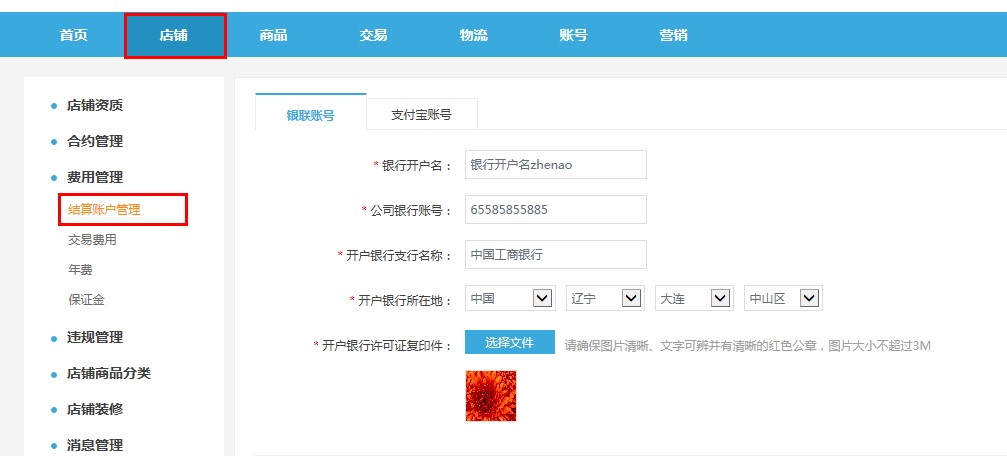 首页 店铺 商品 交易 物流 账号 营销
店铺资质
合约管理
费用管理
结算账户管理
交易费用
年费
保证金
违规管理
店铺商品分类
店铺装修
消息管理
银联账号 支付宝账号
* 银行开户名： 银行开户名zhenao
* 公司银行账号： 65585855885
* 开户银行支行名称： 中国工商银行
* 开户银行所在地： 中国 辽宁 大连 中山区
* 开户银行许可证复印件： 选择文件 请确保图片清晰、文字可辨并有清晰的红色公章，图片大小不超过3M